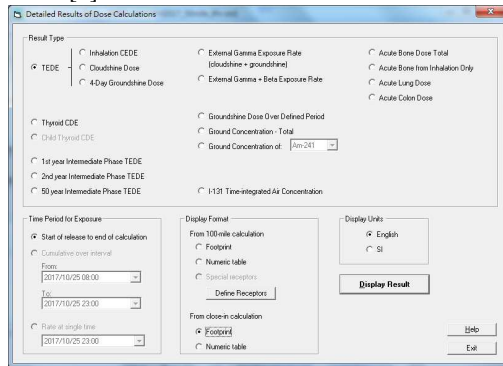 Detailed Results of Dose Calculations
Result Type
TEDE
Inhalation CEDE
Cloudshine Dose
4-Day Groundshine Dose
External Gamma Exposure Rate
(cloudshine + groundshine)
External Gamma + Beta Exposure Rate
Acute Bone Dose Total
Acute Bone from Inhalation Only
Acute Lung Dose
Acute Colon Dose
Thyroid CDE
Child Thyroid CDE
1st year Intermediate Phase TEDE
2nd year Intermediate Phase TEDE
50 year Intermediate Phase TEDE
Groundshine Dose Over Defined Period
Ground Concentration - Total
Ground Concentration of: Am-241
I-131 Time-integrated Air Concentration
Time Period for Exposure
Start of release to end of calculation
Cumulative over interval
From:
2017/10/25 08:00
To:
2017/10/25 23:00
Rate at single time
2017/10/25 23:00
Display Format
From 100-mile calculation
Footprint
Numeric table
Special receptors
Define Receptors
From close-in calculation
Footprint
Numeric table
Display Units
English
SI
Display Result
Help
Exit